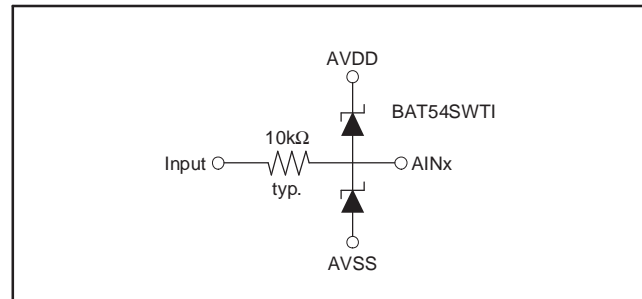 AVDD
BAT54SWTI
10kΩ
Input
AINx
typ.
AVSS